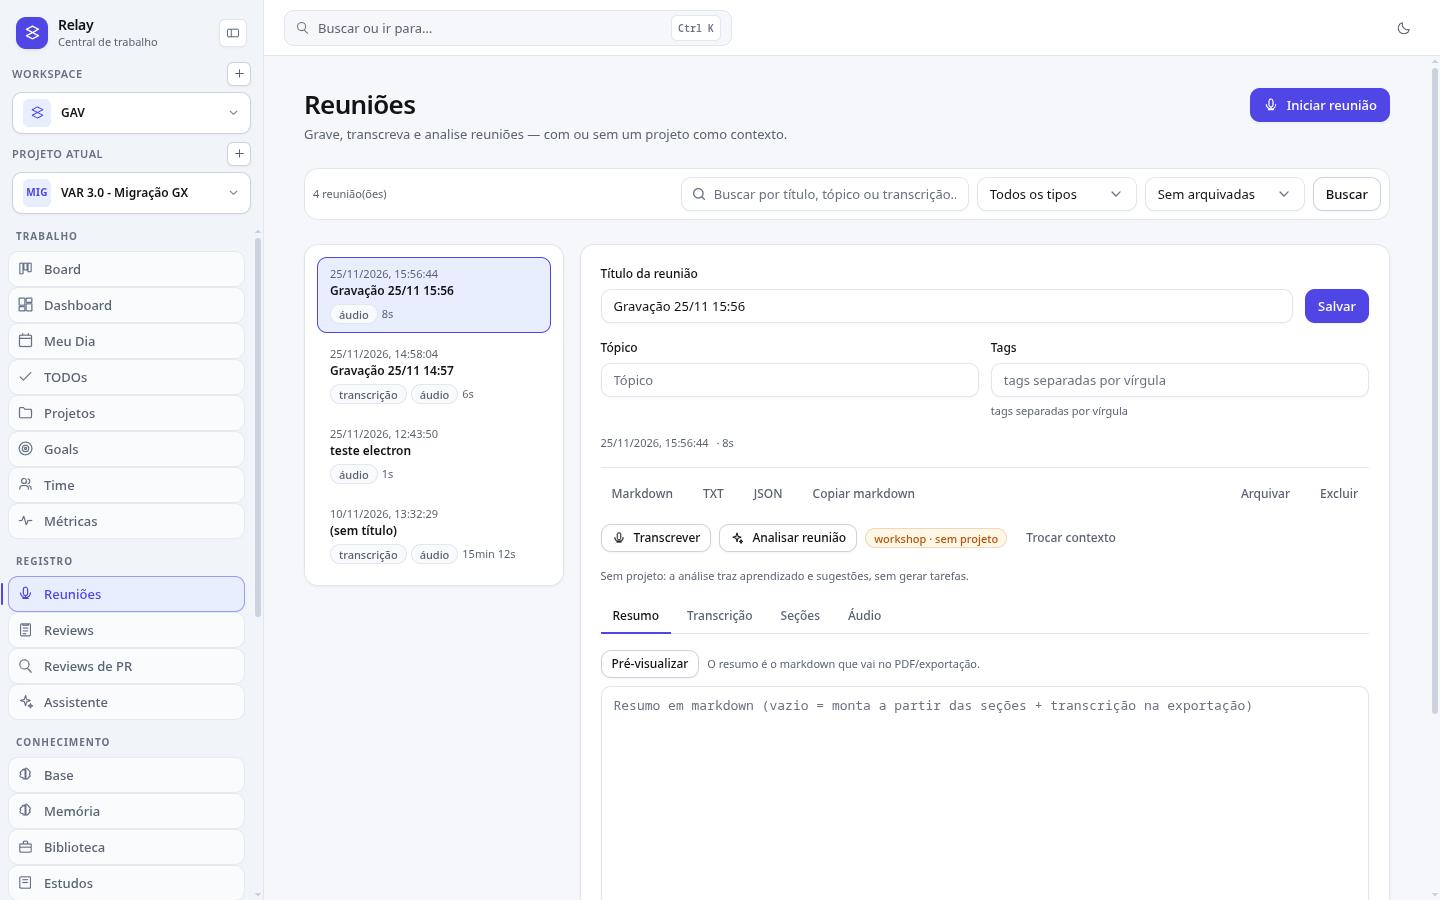 Relay
Central de trabalho
WORKSPACE
GAV
PROJETO ATUAL
MIG VAR 3.0 - Migração GX
TRABALHO
Board
Dashboard
Meu Dia
TODOs
Projetos
Goals
Time
Métricas
REGISTRO
Reuniões
Reviews
Reviews de PR
Assistente
CONHECIMENTO
Base
Memória
Biblioteca
Estudos
Buscar ou ir para... Ctrl K
Reuniões
Iniciar reunião
Grave, transcreva e analise reuniões — com ou sem um projeto como contexto.
4 reunião(ões)
Buscar por título, tópico ou transcrição..
Todos os tipos
Sem arquivadas
Buscar
25/11/2026, 15:56:44
Gravação 25/11 15:56
áudio 8s
25/11/2026, 14:58:04
Gravação 25/11 14:57
transcrição áudio 6s
25/11/2026, 12:43:50
teste electron
áudio 1s
10/11/2026, 13:32:29
(sem título)
transcrição áudio 15min 12s
Título da reunião
Gravação 25/11 15:56
Salvar
Tópico
Tópico
Tags
tags separadas por vírgula
tags separadas por vírgula
25/11/2026, 15:56:44 · 8s
Markdown TXT JSON Copiar markdown Arquivar Excluir
Transcrever Analisar reunião workshop · sem projeto Trocar contexto
Sem projeto: a análise traz aprendizado e sugestões, sem gerar tarefas.
Resumo Transcrição Seções Áudio
Pré-visualizar O resumo é o markdown que vai no PDF/exportação.
Resumo em markdown (vazio = monta a partir das seções + transcrição na exportação)